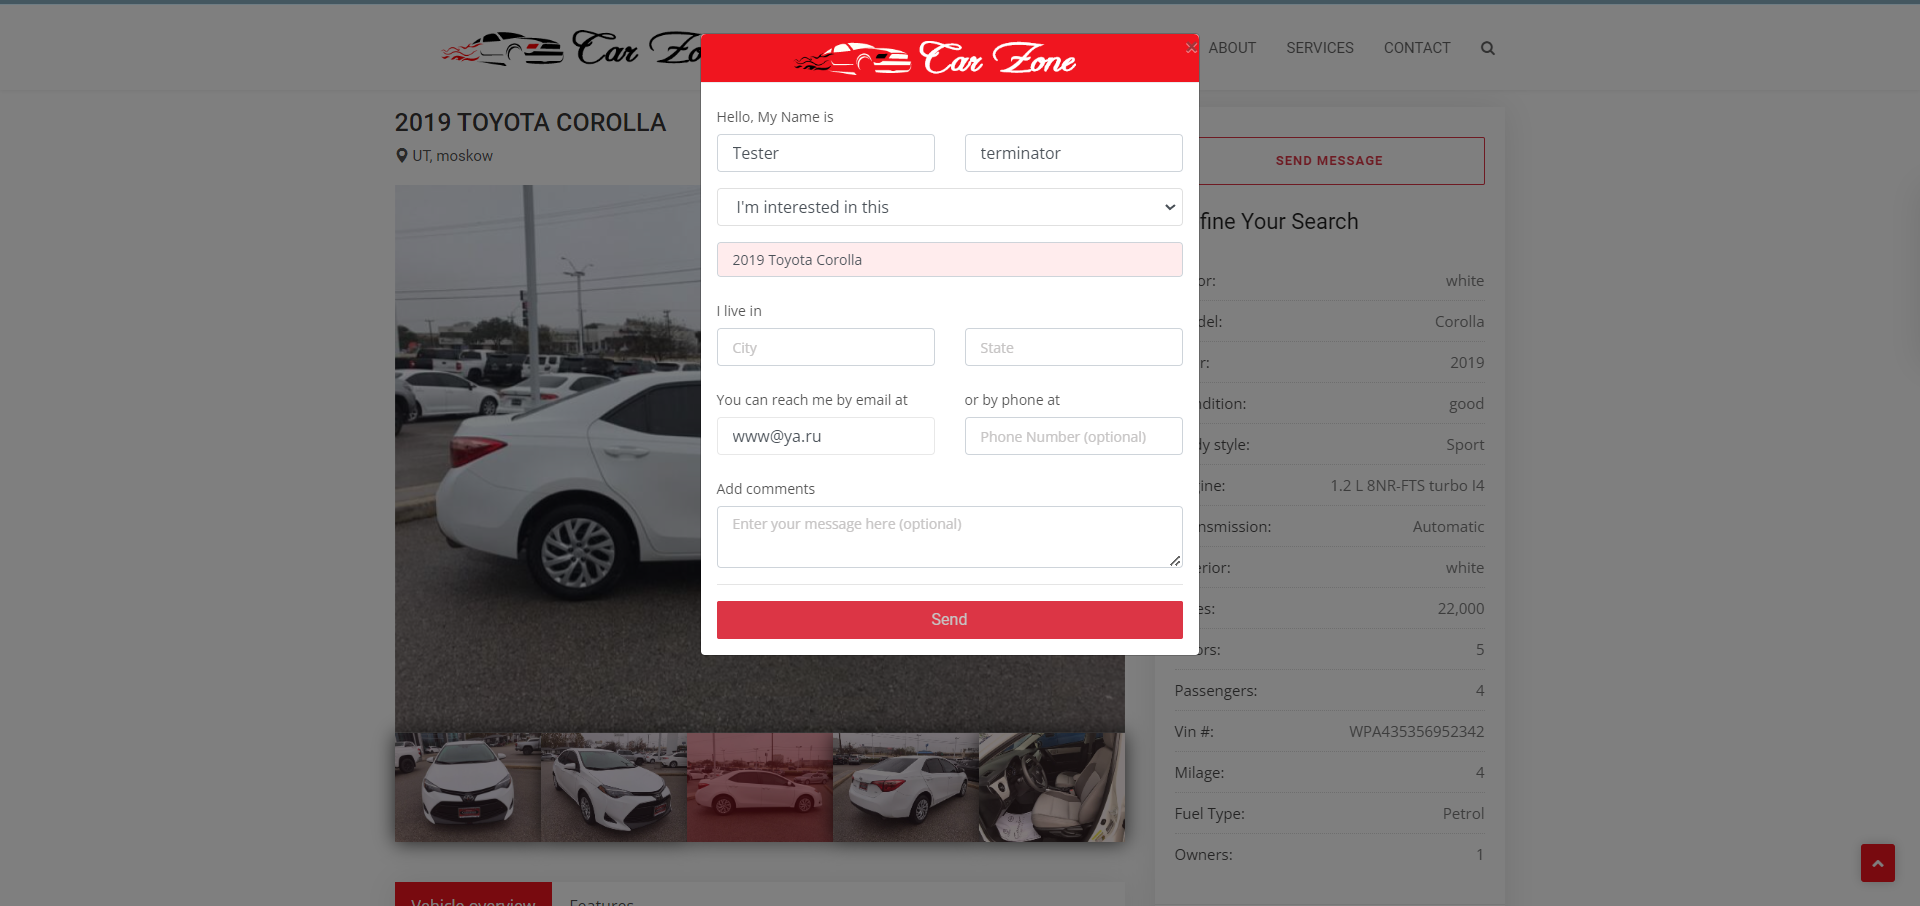 Car Zo
ABOUT
SERVICES
CONTACT
Car Zone
2019 TOYOTA COROLLA
UT, moskow
Hello, My Name is
Tester
terminator
I'm interested in this
2019 Toyota Corolla
I live in
City
State
You can reach me by email at
or by phone at
www@ya.ru
Phone Number (optional)
Add comments
Enter your message here (optional)
Send
SEND MESSAGE
fine Your Search
or: white
del: Corolla
r: 2019
dition: good
dy style: Sport
ine: 1.2 L 8NR-FTS turbo I4
nsmission: Automatic
erior: white
es: 22,000
ors: 5
Passengers: 4
Vin #: WPA435356952342
Milage: 4
Fuel Type: Petrol
Owners: 1
Vehicle overview
Features